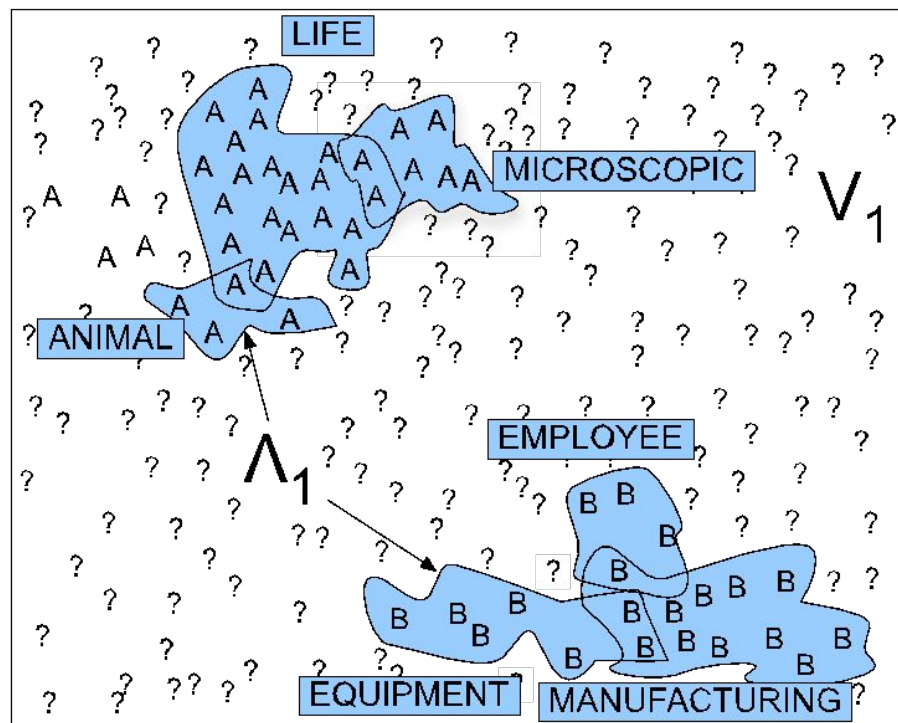 LIFE
MICROSCOPIC
V₁
ANIMAL
Λ₁
EMPLOYEE
EQUIPMENT
MANUFACTURING